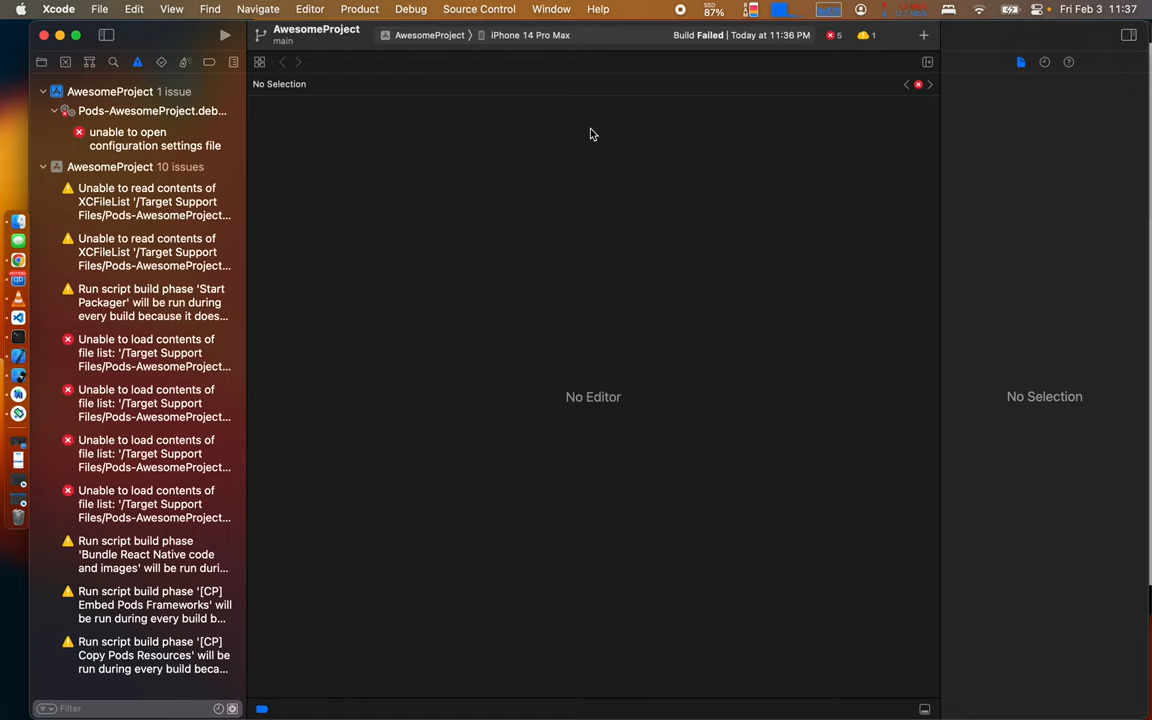 Xcode File Edit View Find Navigate Editor Product Debug Source Control Window Help SSD 87% Fri Feb 3 11:37
AwesomeProject
main
AwesomeProject 〉 iPhone 14 Pro Max
Build Failed | Today at 11:36 PM 5 1
No Selection
AwesomeProject 1 issue
Pods-AwesomeProject.deb...
unable to open
configuration settings file
AwesomeProject 10 issues
Unable to read contents of
XCFileList '/Target Support
Files/Pods-AwesomeProject...
Unable to read contents of
XCFileList '/Target Support
Files/Pods-AwesomeProject...
Run script build phase 'Start
Packager' will be run during
every build because it does...
Unable to load contents of
file list: '/Target Support
Files/Pods-AwesomeProject...
Unable to load contents of
file list: '/Target Support
Files/Pods-AwesomeProject...
Unable to load contents of
file list: '/Target Support
Files/Pods-AwesomeProject...
Unable to load contents of
file list: '/Target Support
Files/Pods-AwesomeProject...
Run script build phase
'Bundle React Native code
and images' will be run duri...
Run script build phase '[CP]
Embed Pods Frameworks' will
be run during every build b...
Run script build phase '[CP]
Copy Pods Resources' will be
run during every build beca...
Filter
No Editor
No Selection